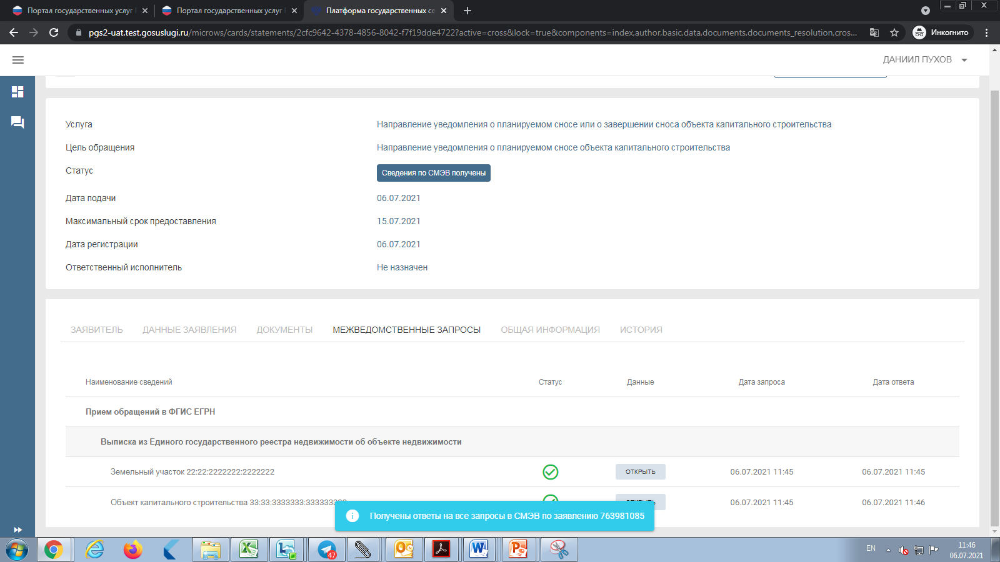 Портал государственных услуг
Портал государственных услуг
Платформа государственных се
pgs2-uat.test.gosuslugi.ru/microws/cards/statements/2cfc9642-4378-4856-8042-f7f19dde4722?active=cross&lock=true&components=index,author,basic,data,documents,documents_resolution,cros...
Инкогнито
ДАНИИЛ ПУХОВ
Услуга Направление уведомления о планируемом сносе или о завершении сноса объекта капитального строительства
Цель обращения Направление уведомления о планируемом сносе объекта капитального строительства
Статус Сведения по СМЭВ получены
Дата подачи 06.07.2021
Максимальный срок предоставления 15.07.2021
Дата регистрации 06.07.2021
Ответственный исполнитель Не назначен
ЗАЯВИТЕЛЬ ДАННЫЕ ЗАЯВЛЕНИЯ ДОКУМЕНТЫ МЕЖВЕДОМСТВЕННЫЕ ЗАПРОСЫ ОБЩАЯ ИНФОРМАЦИЯ ИСТОРИЯ
Наименование сведений Статус Данные Дата запроса Дата ответа
Прием обращений в ФГИС ЕГРН
Выписка из Единого государственного реестра недвижимости об объекте недвижимости
Земельный участок 22:22:2222222:2222222 ОТКРЫТЬ 06.07.2021 11:45 06.07.2021 11:45
Объект капитального строительства 06.07.2021 11:45 06.07.2021 11:46
Получены ответы на все запросы в СМЭВ по заявлению 763981085
47
EN
11:46
06.07.2021